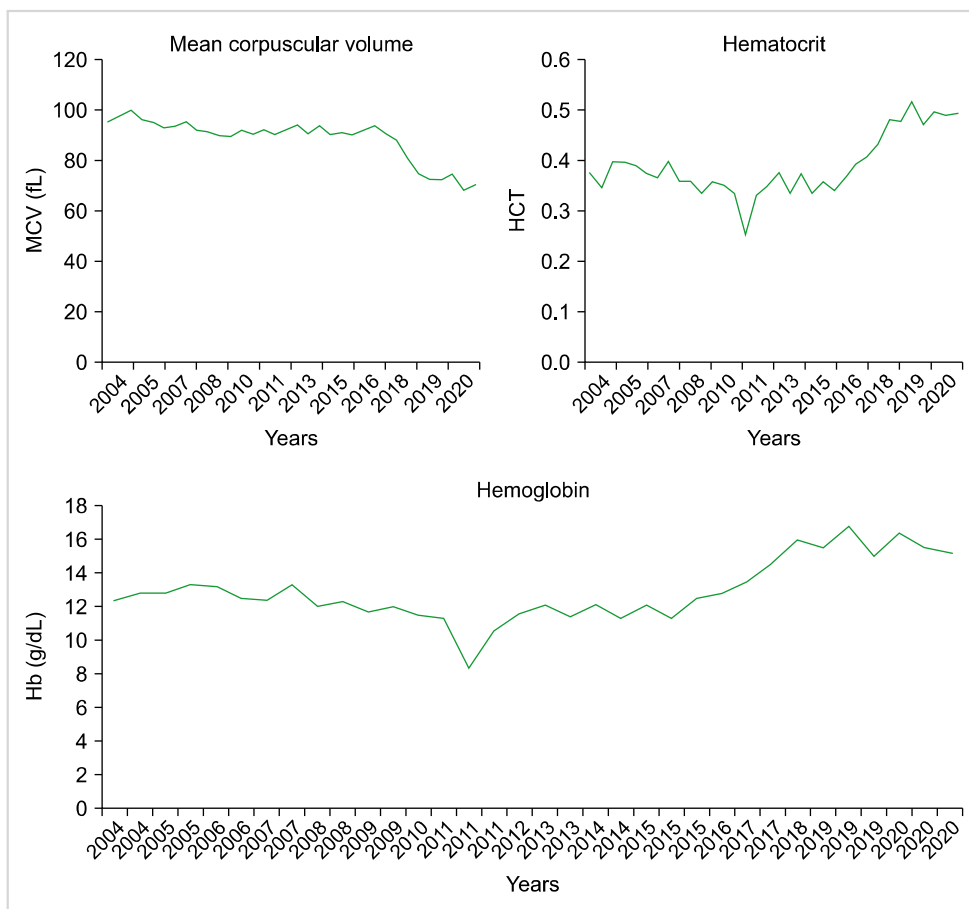 Mean corpuscular volume
120
100
80
60
40
20
0
MCV (fL)
2004 2005 2007 2008 2010 2011 2013 2015 2016 2018 2019 2020
Years
Hematocrit
0.6
0.5
0.4
0.3
0.2
0.1
0.0
HCT
2004 2005 2007 2008 2010 2011 2013 2015 2016 2018 2019 2020
Years
Hemoglobin
18
16
14
12
10
8
6
4
2
0
Hb (g/dL)
2004 2004 2005 2005 2006 2006 2007 2007 2008 2008 2009 2009 2010 2011 2011 2011 2012 2013 2013 2014 2014 2015 2015 2016 2017 2017 2018 2019 2019 2019 2020 2020 2020
Years